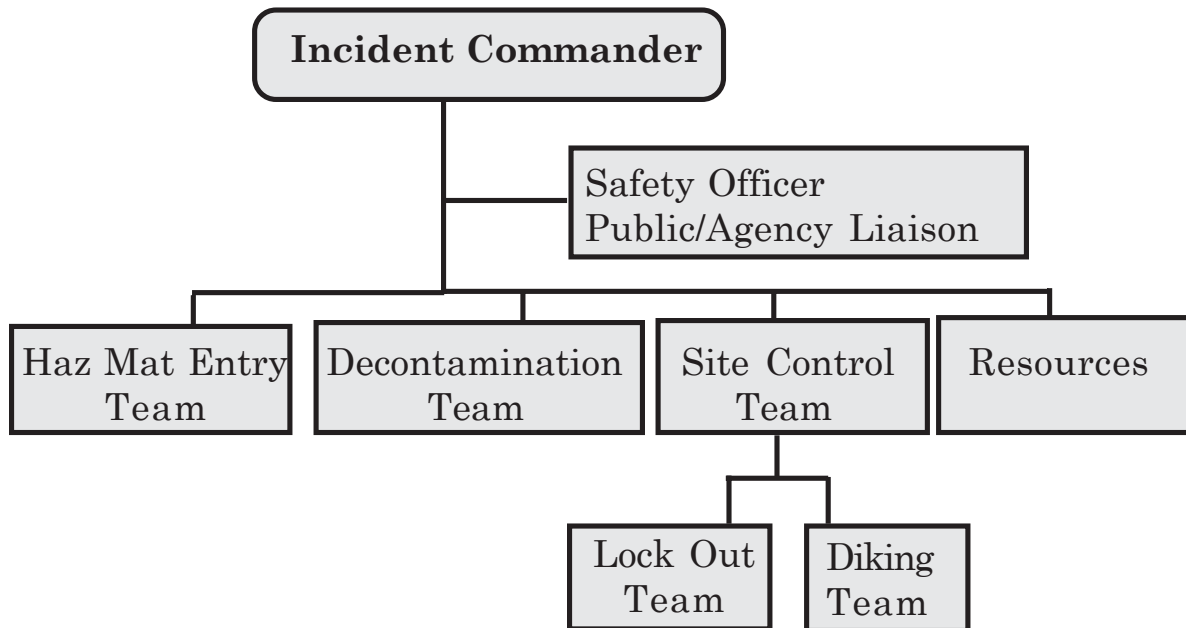 Incident Commander
Safety Officer
Public/Agency Liaison
Haz Mat Entry
Team
Decontamination
Team
Site Control
Team
Resources
Lock Out
Team
Diking
Team